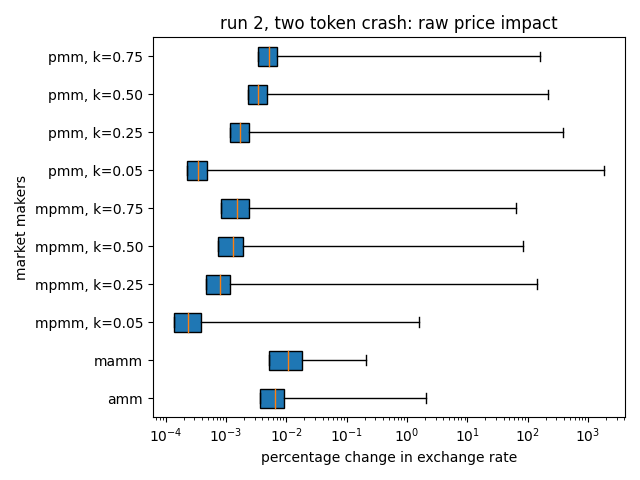 run 2, two token crash: raw price impact
market makers
pmm, k=0.75
pmm, k=0.50
pmm, k=0.25
pmm, k=0.05
mpmm, k=0.75
mpmm, k=0.50
mpmm, k=0.25
mpmm, k=0.05
mamm
amm
10⁻⁴ 10⁻³ 10⁻² 10⁻¹ 10⁰ 10¹ 10² 10³
percentage change in exchange rate